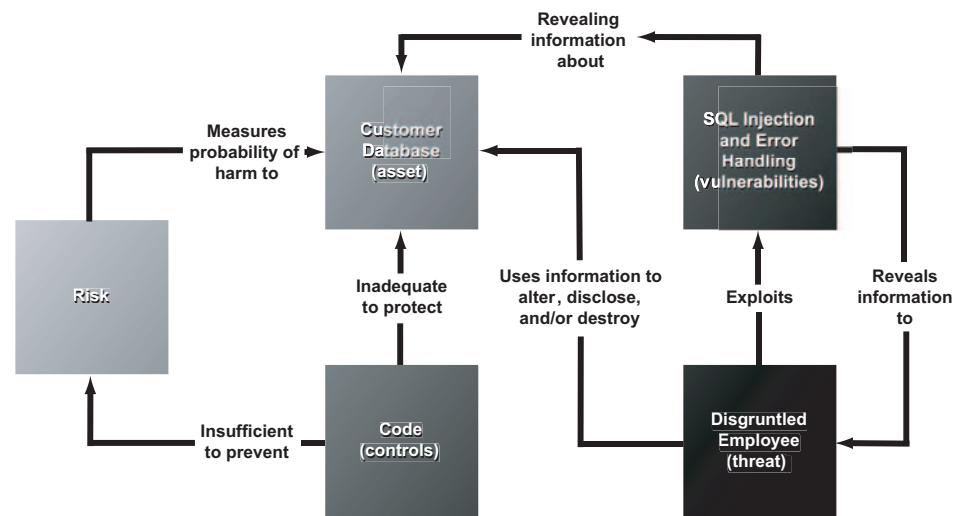 Revealing
information
about
Customer
Database
(asset)
SQL Injection
and Error
Handling
(vulnerabilities)
Measures
probability of
harm to
Risk
Inadequate
to protect
Uses information to
alter, disclose,
and/or destroy
Exploits
Reveals
information
to
Insufficient
to prevent
Code
(controls)
Disgruntled
Employee
(threat)